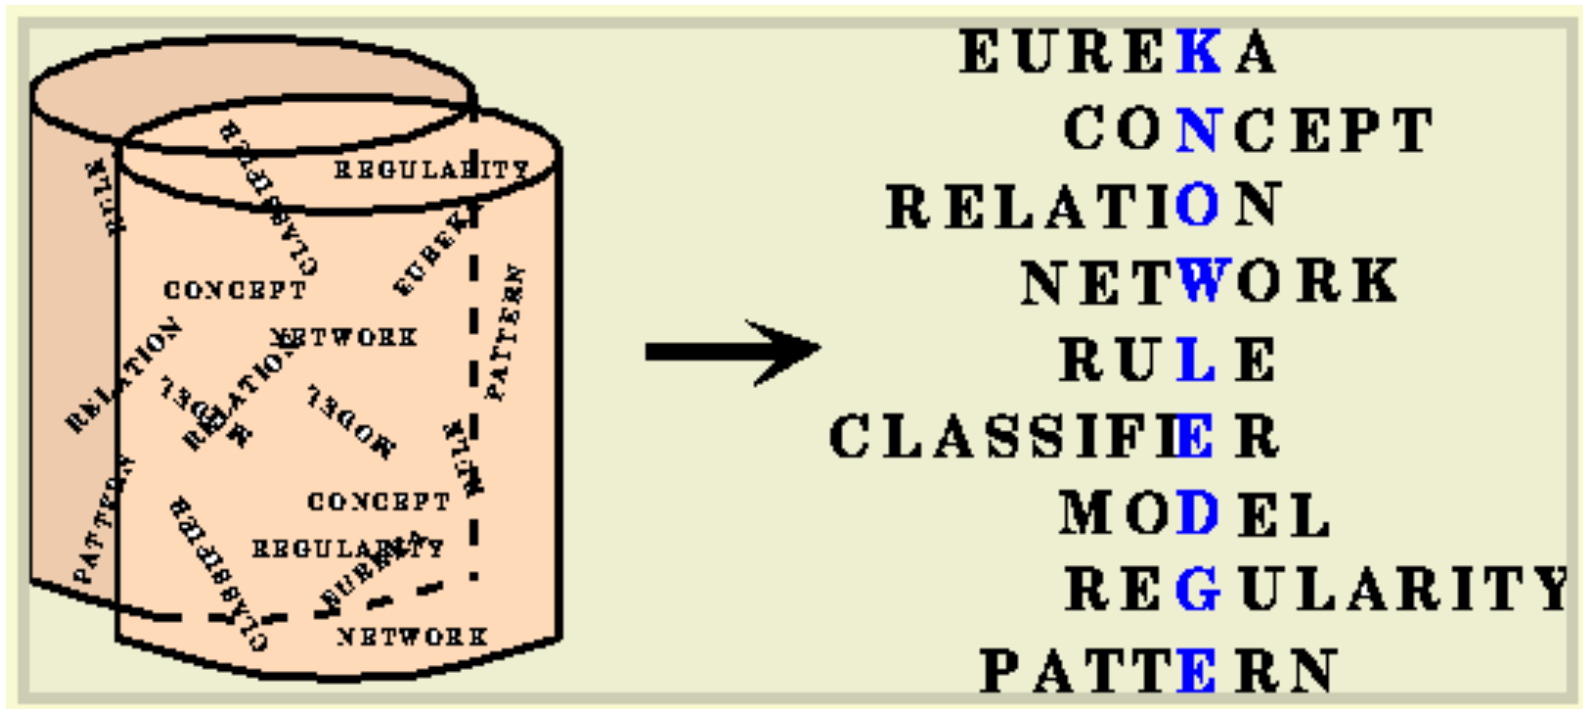 RULE
CLASSIFIER
REGULARITY
EUREKA
CONCEPT
PATTERN
NETWORK
RELATION
RELATION
MODEL
MODEL
RULE
PATTERN
CONCEPT
CLASSIFIER
REGULARITY
EUREKA
NETWORK
EUREKA
CONCEPT
RELATION
NETWORK
RULE
CLASSIFIER
MODEL
REGULARITY
PATTERN